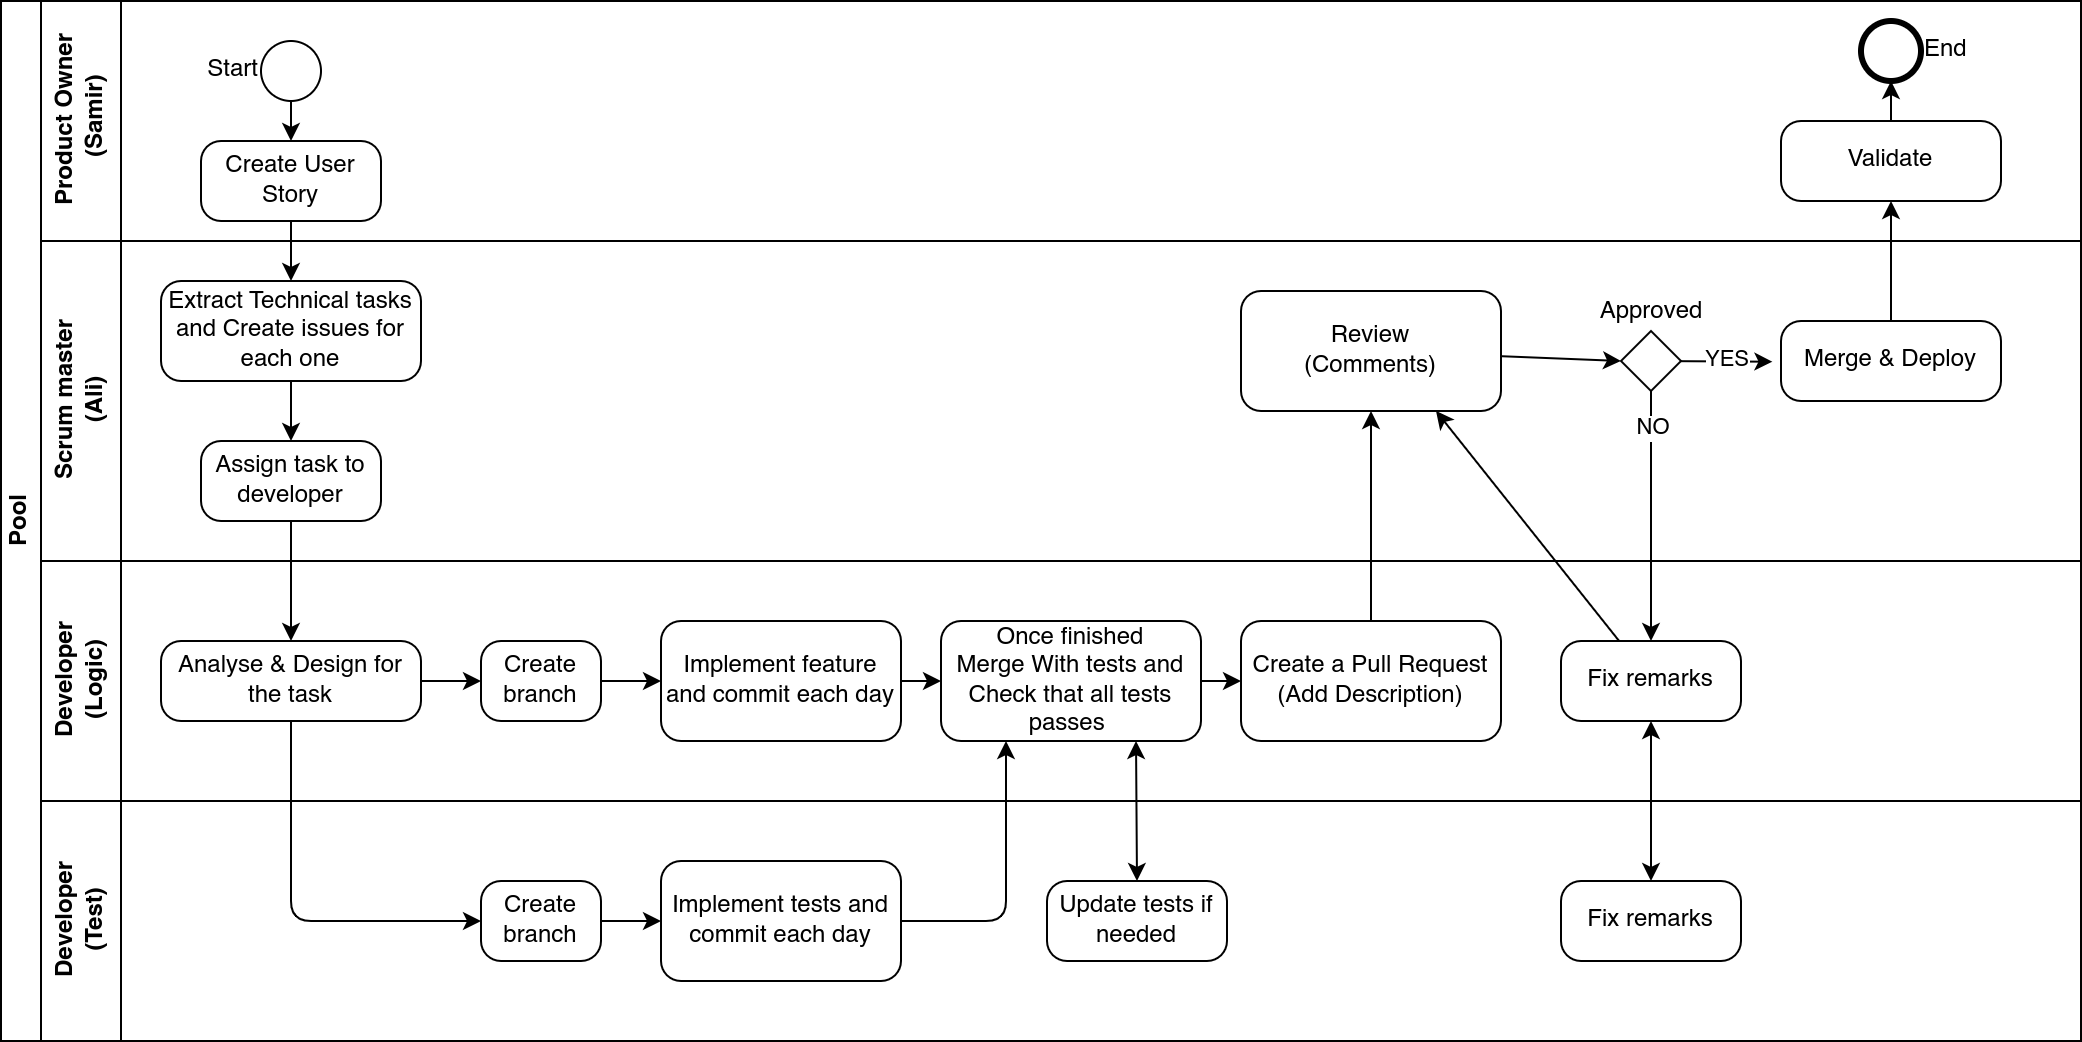 Pool
Product Owner
(Samir)
Start
Create User
Story
End
Validate
Scrum master
(Ali)
Extract Technical tasks
and Create issues for
each one
Assign task to
developer
Review
(Comments)
Approved
YES
NO
Merge & Deploy
Developer
(Logic)
Analyse & Design for
the task
Create
branch
Implement feature
and commit each day
Once finished
Merge With tests and
Check that all tests
passes
Create a Pull Request
(Add Description)
Fix remarks
Developer
(Test)
Create
branch
Implement tests and
commit each day
Update tests if
needed
Fix remarks